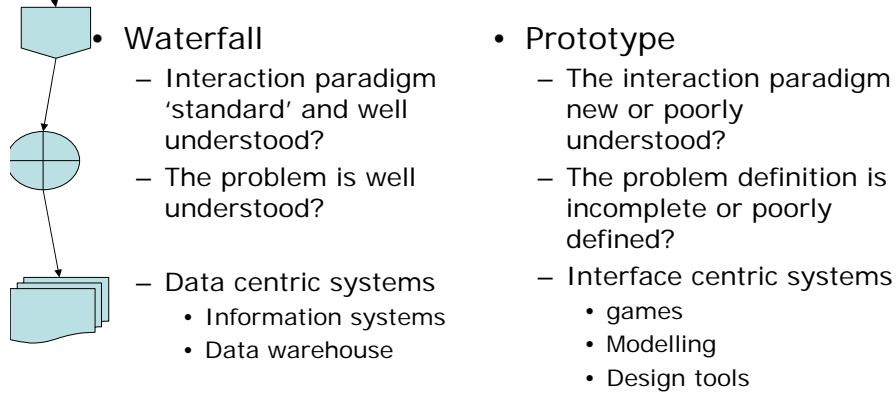 • Waterfall
– Interaction paradigm
‘standard’ and well
understood?
– The problem is well
understood?
– Data centric systems
• Information systems
• Data warehouse
• Prototype
– The interaction paradigm
new or poorly
understood?
– The problem definition is
incomplete or poorly
defined?
– Interface centric systems
• games
• Modelling
• Design tools